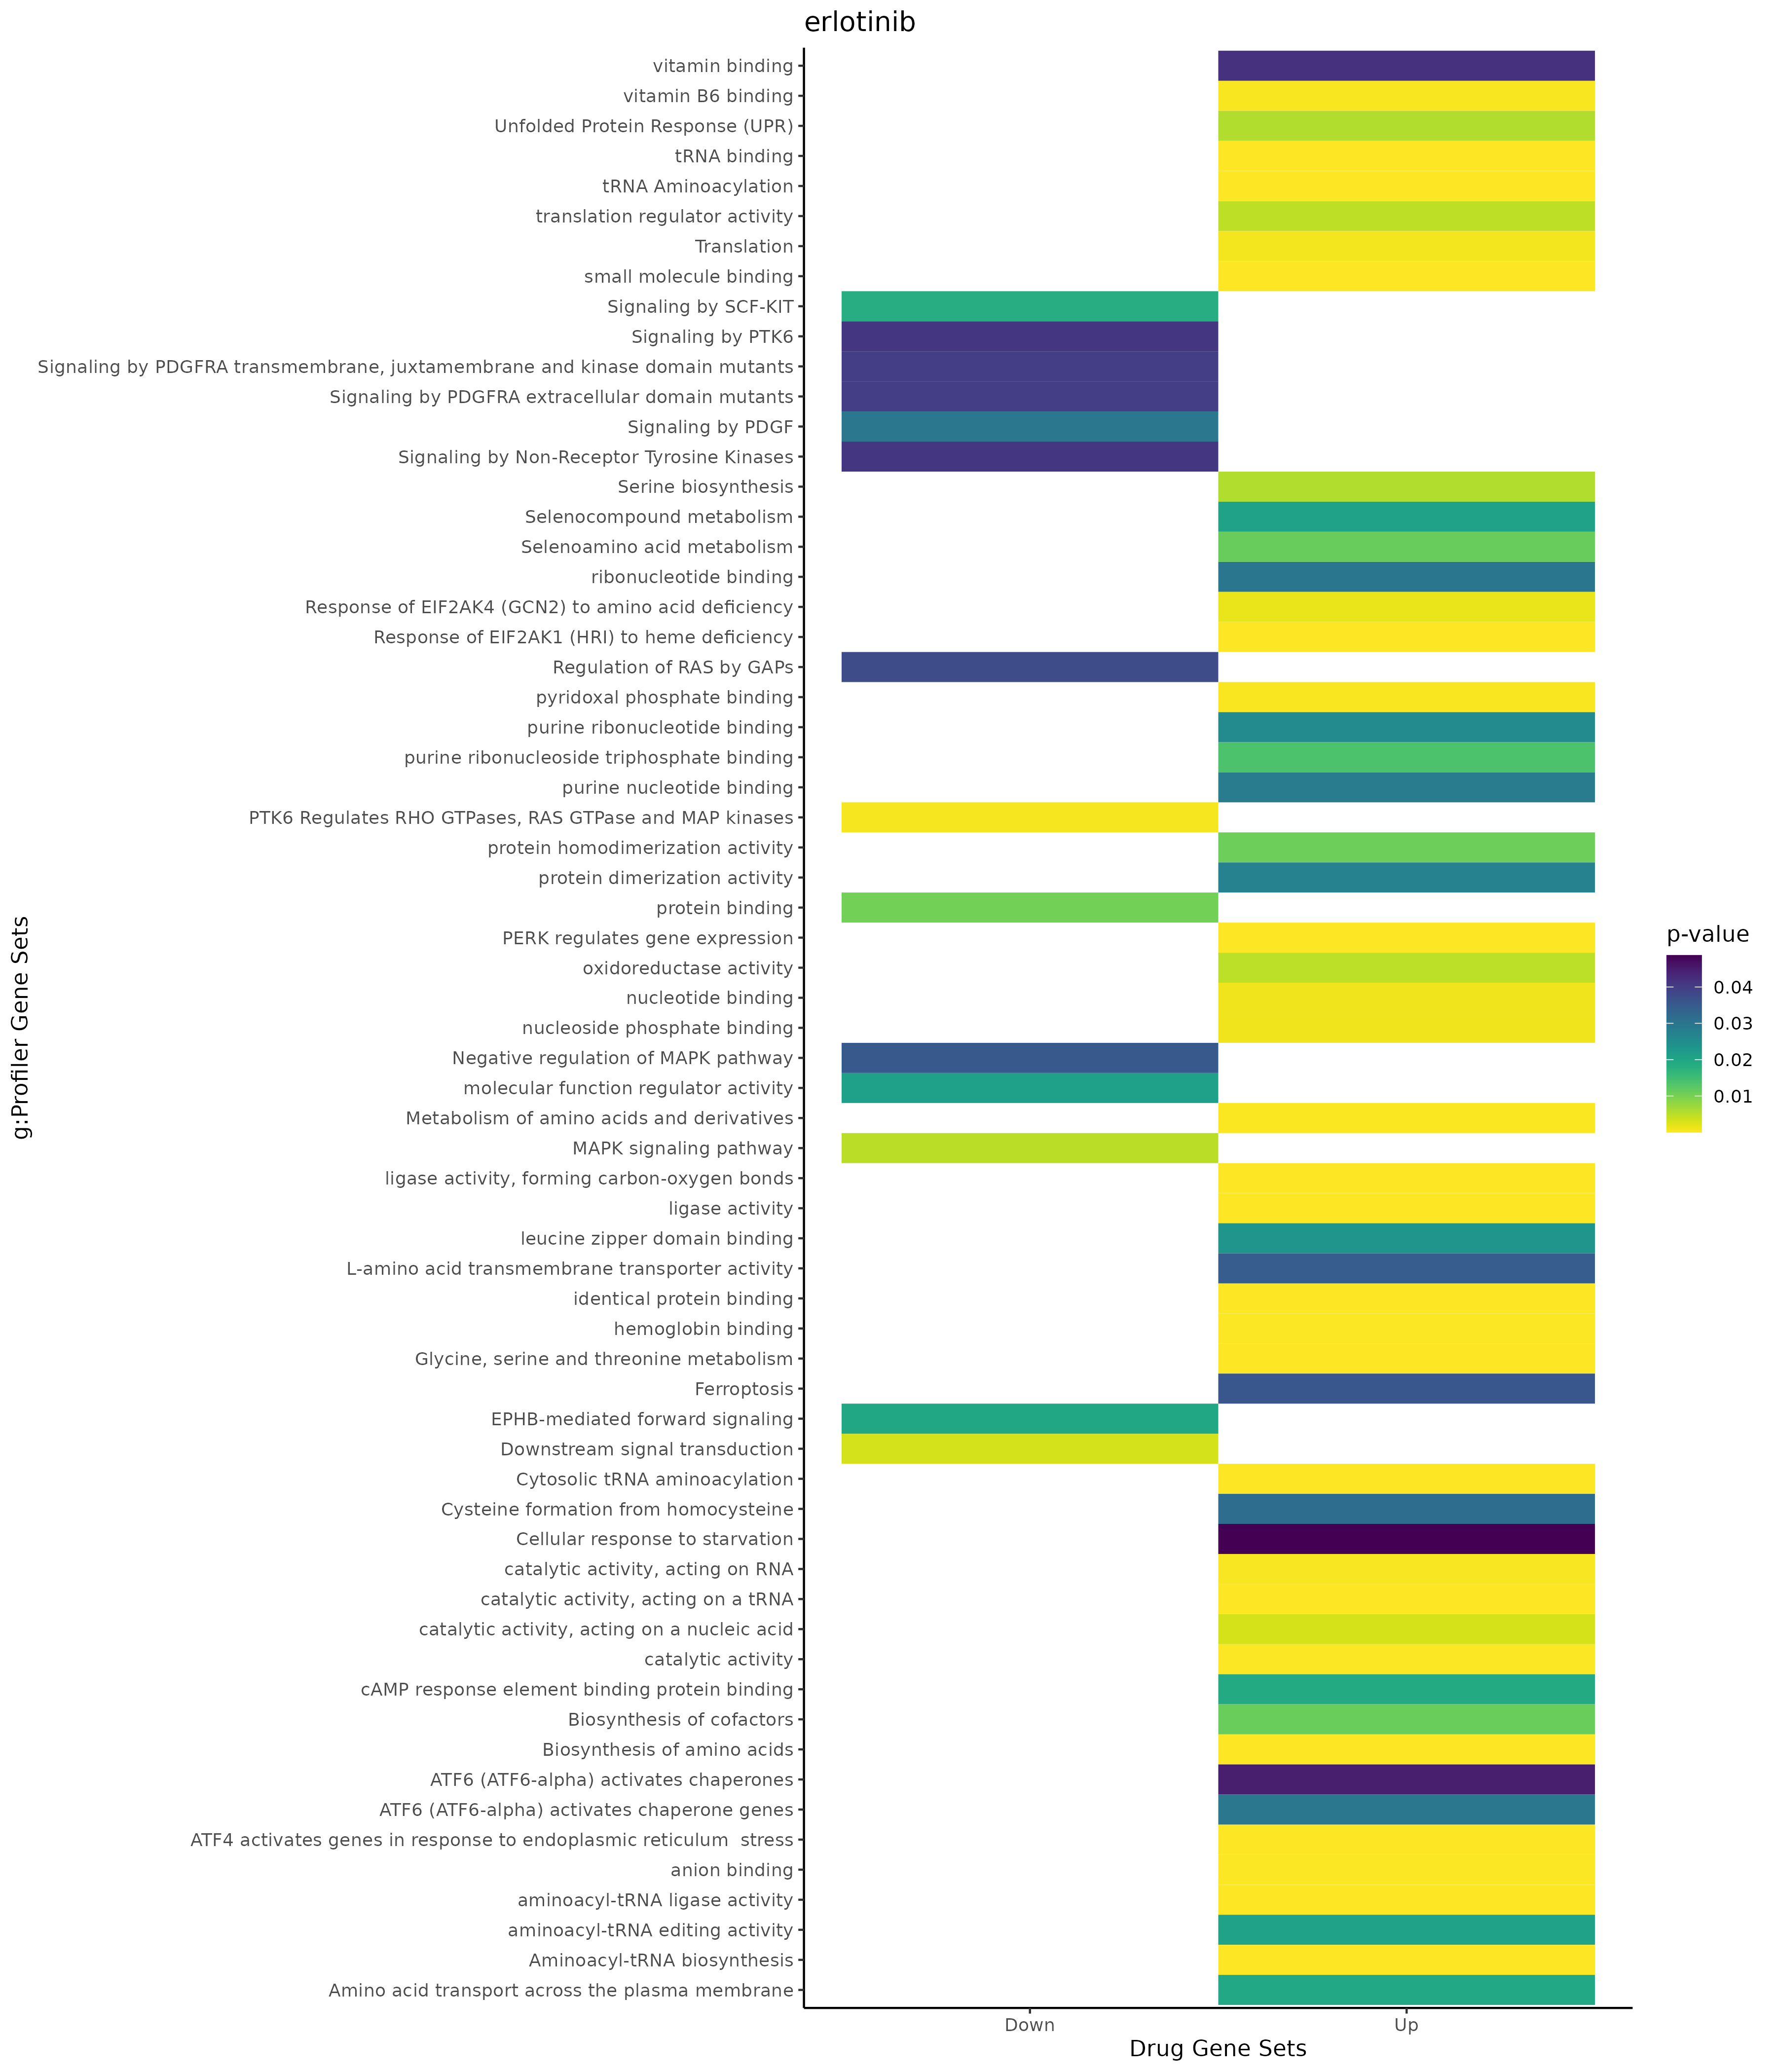 erlotinib
vitamin binding
vitamin B6 binding
Unfolded Protein Response (UPR)
tRNA binding
tRNA Aminoacylation
translation regulator activity
Translation
small molecule binding
Signaling by SCF-KIT
Signaling by PTK6
Signaling by PDGFRA transmembrane, juxtamembrane and kinase domain mutants
Signaling by PDGFRA extracellular domain mutants
Signaling by PDGF
Signaling by Non-Receptor Tyrosine Kinases
Serine biosynthesis
Selenocompound metabolism
Selenoamino acid metabolism
ribonucleotide binding
Response of EIF2AK4 (GCN2) to amino acid deficiency
Response of EIF2AK1 (HRI) to heme deficiency
Regulation of RAS by GAPs
pyridoxal phosphate binding
purine ribonucleotide binding
purine ribonucleoside triphosphate binding
purine nucleotide binding
PTK6 Regulates RHO GTPases, RAS GTPase and MAP kinases
protein homodimerization activity
protein dimerization activity
protein binding
PERK regulates gene expression
oxidoreductase activity
nucleotide binding
nucleoside phosphate binding
Negative regulation of MAPK pathway
molecular function regulator activity
Metabolism of amino acids and derivatives
MAPK signaling pathway
ligase activity, forming carbon-oxygen bonds
ligase activity
leucine zipper domain binding
L-amino acid transmembrane transporter activity
identical protein binding
hemoglobin binding
Glycine, serine and threonine metabolism
Ferroptosis
EPHB-mediated forward signaling
Downstream signal transduction
Cytosolic tRNA aminoacylation
Cysteine formation from homocysteine
Cellular response to starvation
catalytic activity, acting on RNA
catalytic activity, acting on a tRNA
catalytic activity, acting on a nucleic acid
catalytic activity
cAMP response element binding protein binding
Biosynthesis of cofactors
Biosynthesis of amino acids
ATF6 (ATF6-alpha) activates chaperones
ATF6 (ATF6-alpha) activates chaperone genes
ATF4 activates genes in response to endoplasmic reticulum  stress
anion binding
aminoacyl-tRNA ligase activity
aminoacyl-tRNA editing activity
Aminoacyl-tRNA biosynthesis
Amino acid transport across the plasma membrane
g:Profiler Gene Sets
Down
Up
Drug Gene Sets
p-value
0.04
0.03
0.02
0.01